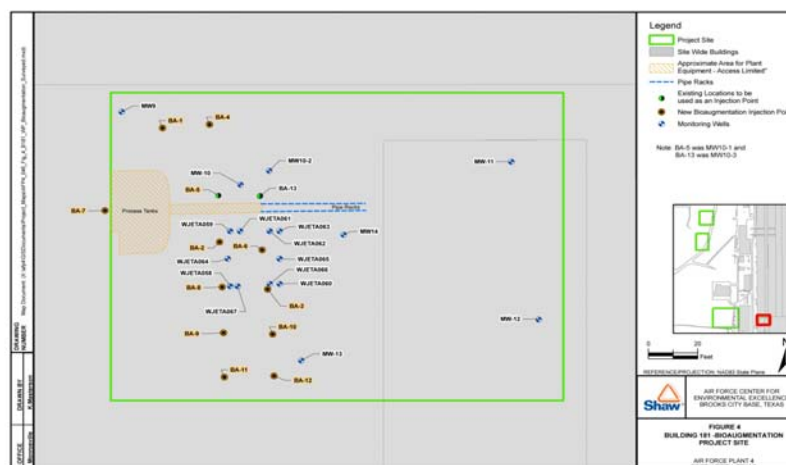 MW9
BA-1
BA-4
MW10-2
MW-10
MW-11
BA-5
BA-13
BA-7
Process Tanks
Pipe Racks
WJETA059
WJETA061
WJETA063
BA-2
BA-6
WJETA062
MW14
WJETA064
WJETA065
WJETA058
WJETA066
BA-8
WJETA060
WJETA067
BA-3
MW-12
BA-9
BA-10
MW-13
BA-11
BA-12
Legend
Project Site
Site Wide Buildings
Approximate Area for Plant
Equipment - Access Limited"
Pipe Racks
Existing Locations to be
used as an Injection Point
New Bioaugmentation Injection Poi
Monitoring Wells
Note: BA-5 was MW10-1 and
BA-13 was MW10-3
0 20
Feet
N
REFERENCE/PROJECTION: NAD83 State Plane
Shaw
AIR FORCE CENTER FOR
ENVIRONMENTAL EXCELLENC
BROOKS CITY BASE, TEXAS
FIGURE 4
BUILDING 181 -BIOAUGMENTATION
PROJECT SITE
AIR FORCE PLANT 4
DRAWING
NUMBER
DRAWN BY
OFFICE